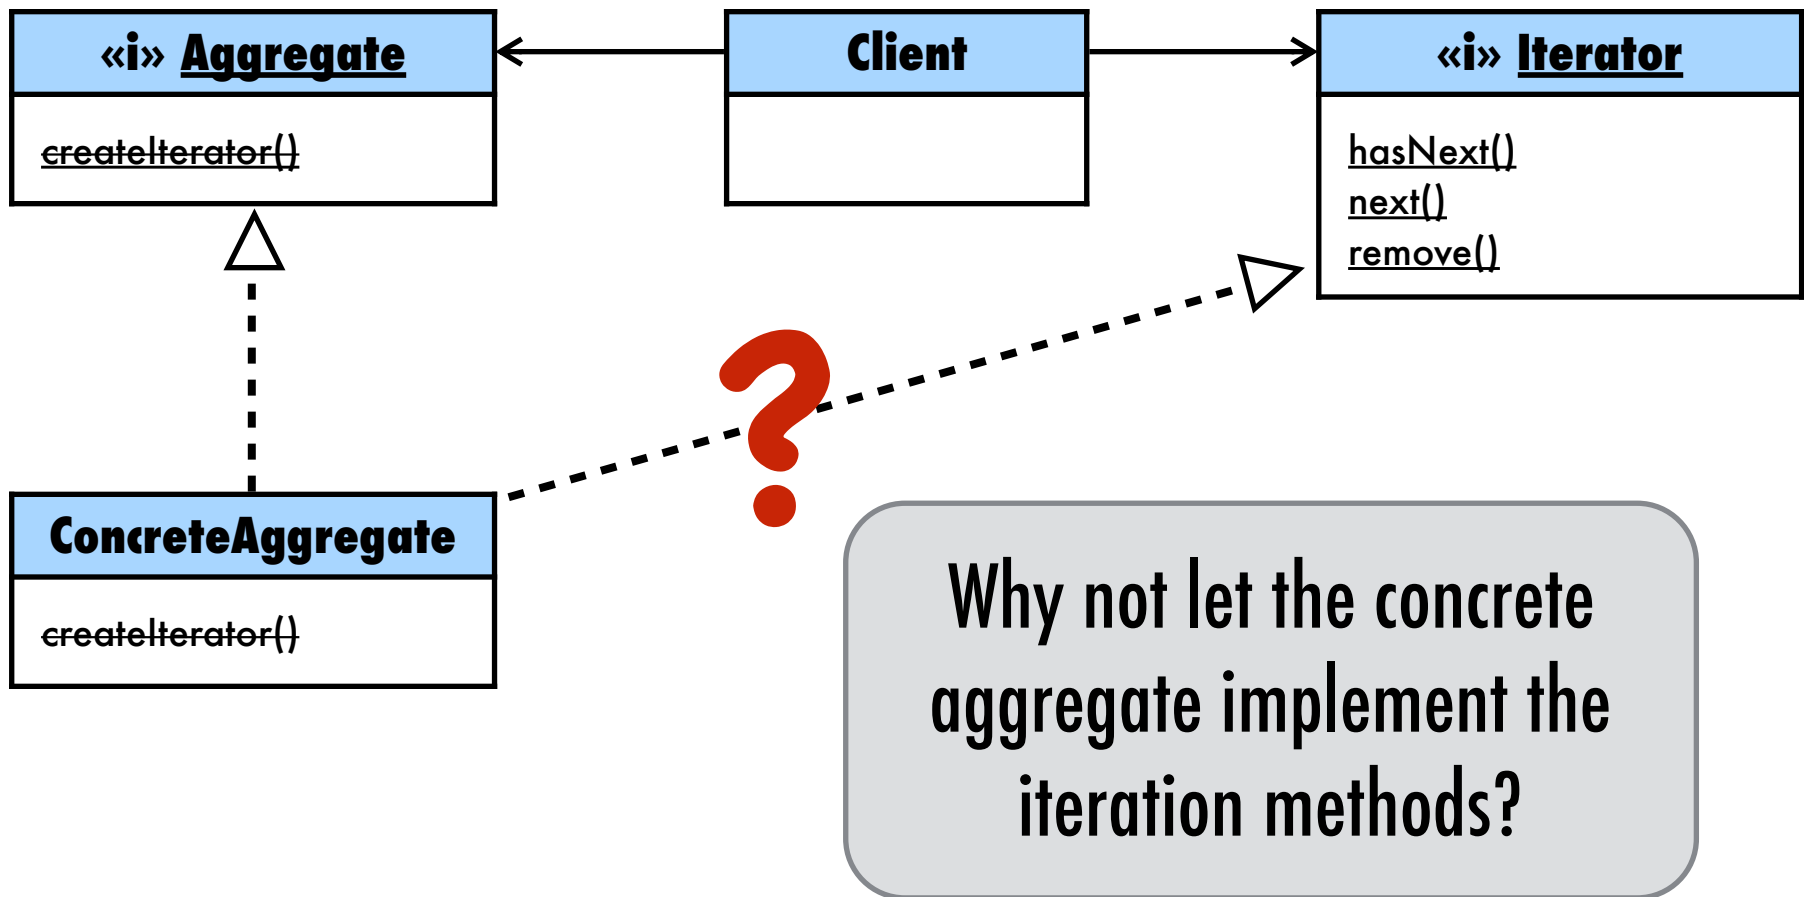 «i» Aggregate
createIterator()
Client
«i» Iterator
hasNext()
next()
remove()
?
ConcreteAggregate
createIterator()
Why not let the concrete
aggregate implement the
iteration methods?